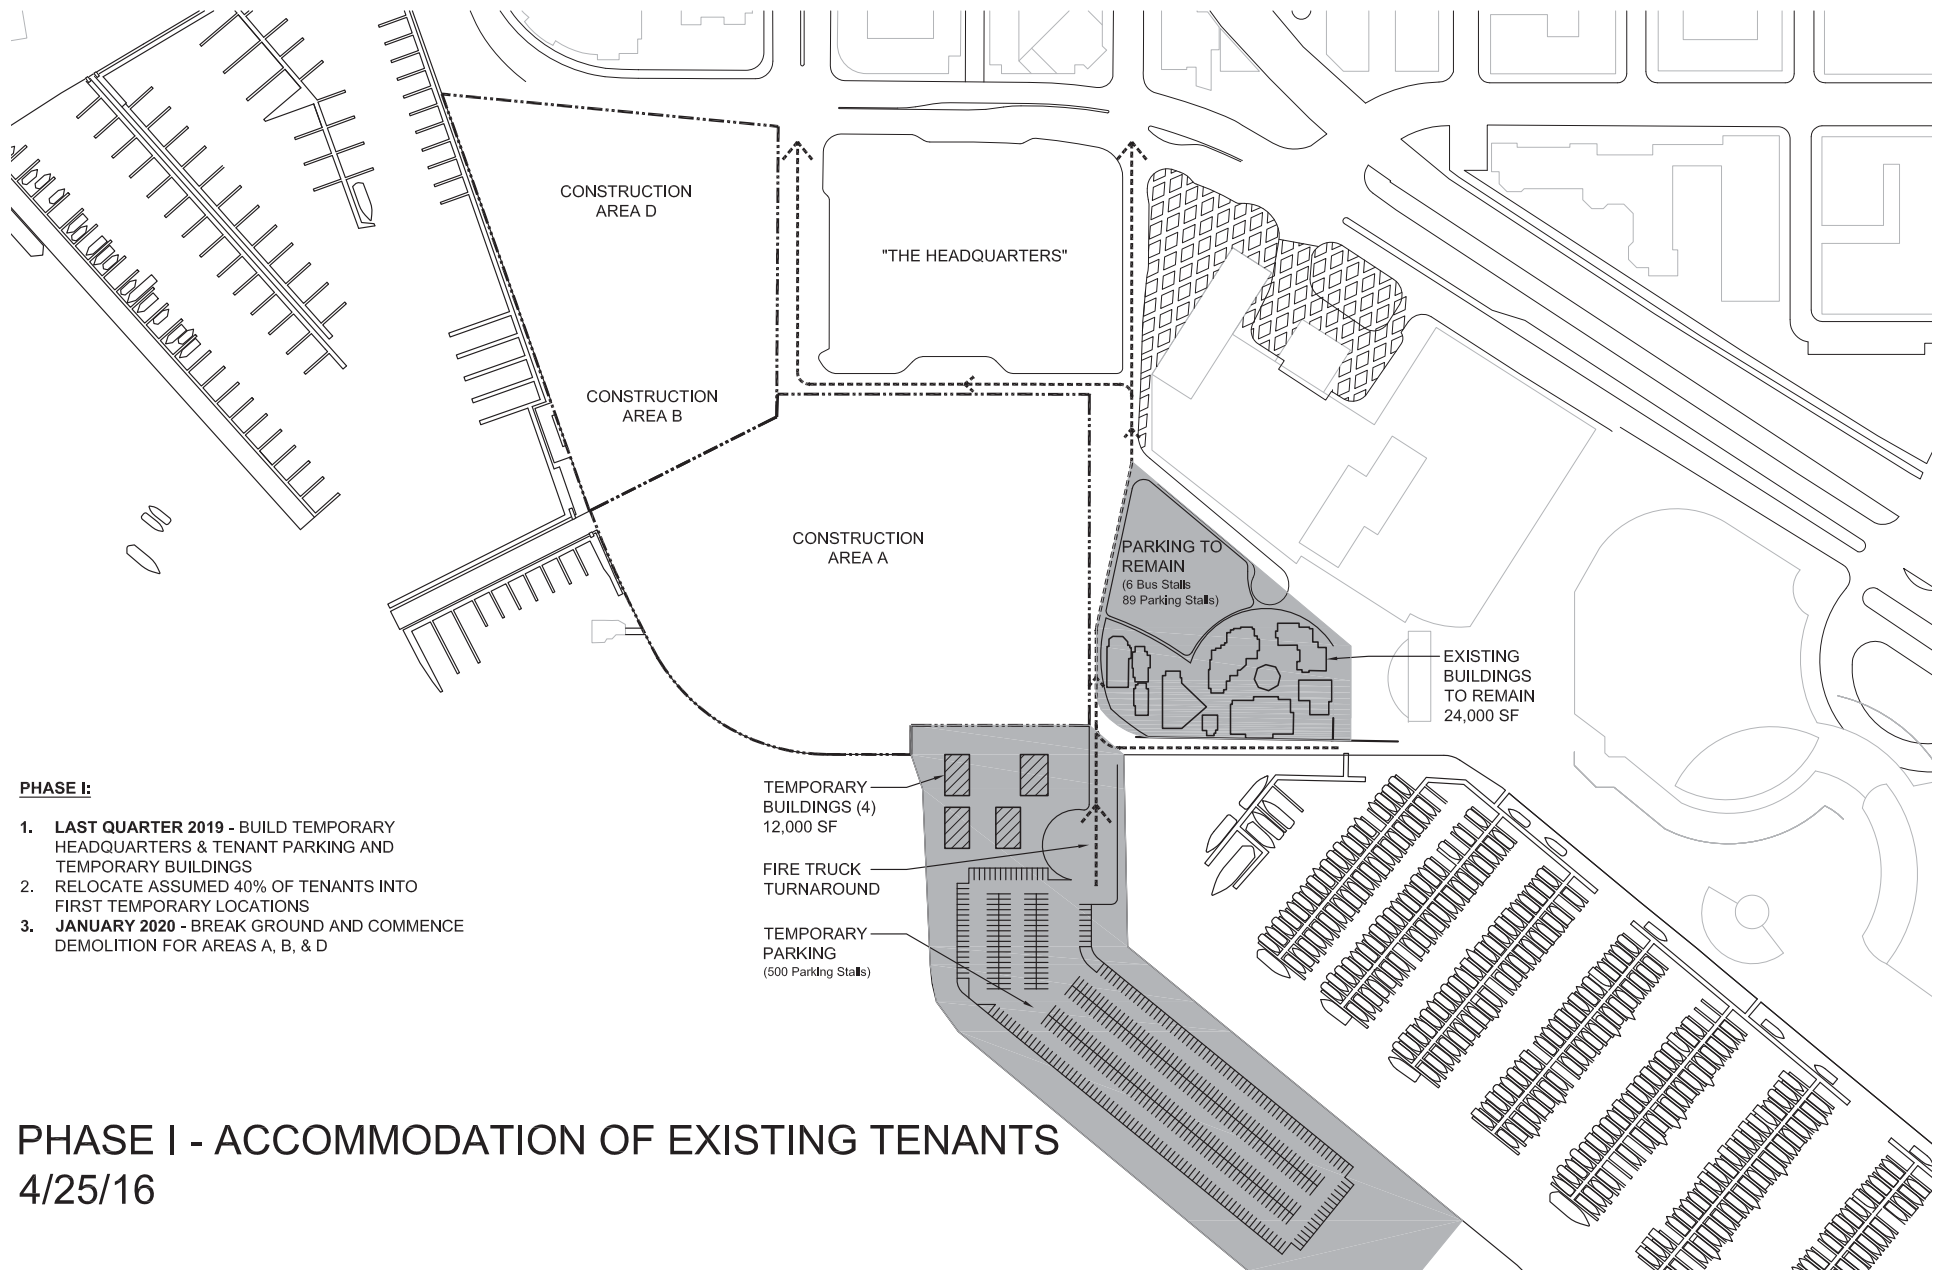 CONSTRUCTION
AREA D
"THE HEADQUARTERS"
CONSTRUCTION
AREA B
CONSTRUCTION
AREA A
PARKING TO
REMAIN
(6 Bus Stalls
89 Parking Stalls)
EXISTING
BUILDINGS
TO REMAIN
24,000 SF
TEMPORARY
BUILDINGS (4)
12,000 SF
FIRE TRUCK
TURNAROUND
TEMPORARY
PARKING
(500 Parking Stalls)
PHASE I:
1. LAST QUARTER 2019 - BUILD TEMPORARY
HEADQUARTERS & TENANT PARKING AND
TEMPORARY BUILDINGS
2. RELOCATE ASSUMED 40% OF TENANTS INTO
FIRST TEMPORARY LOCATIONS
3. JANUARY 2020 - BREAK GROUND AND COMMENCE
DEMOLITION FOR AREAS A, B, & D
PHASE I - ACCOMMODATION OF EXISTING TENANTS
4/25/16